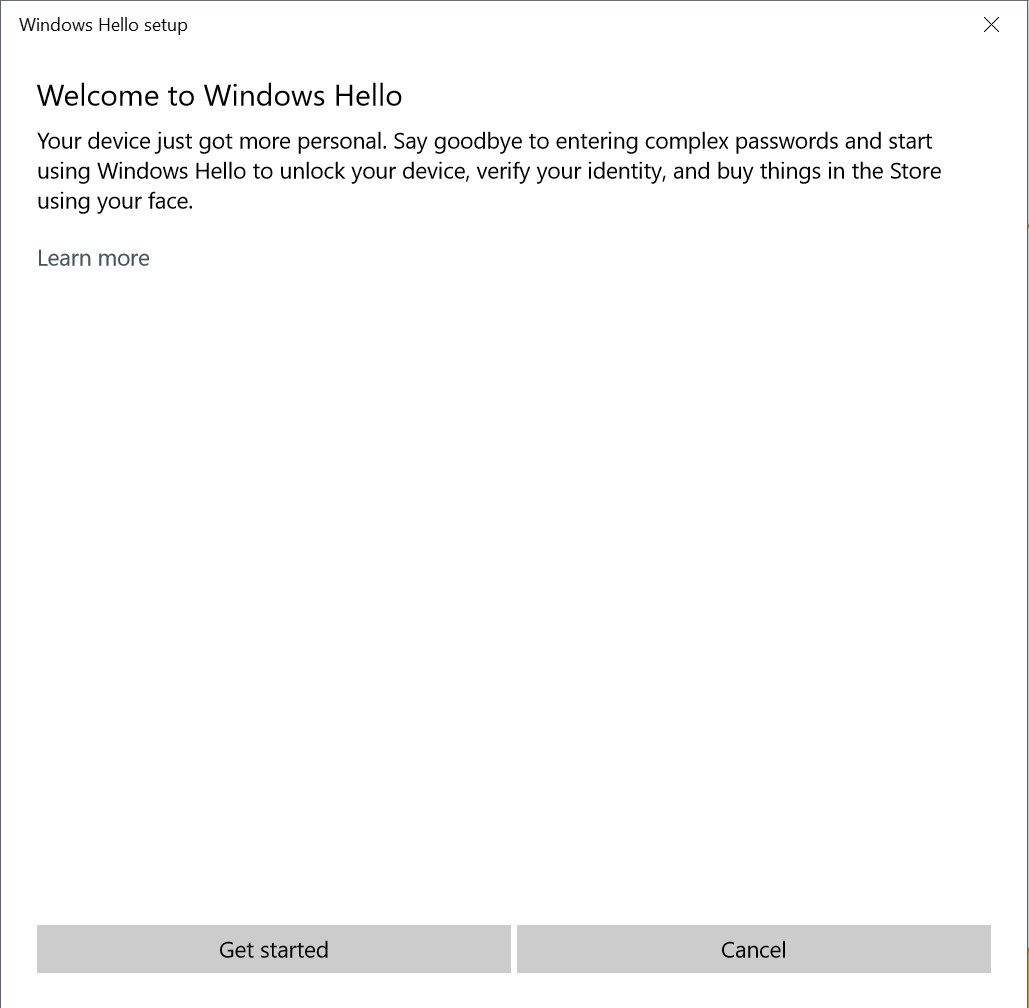 Windows Hello setup
Welcome to Windows Hello
Your device just got more personal. Say goodbye to entering complex passwords and start
using Windows Hello to unlock your device, verify your identity, and buy things in the Store
using your face.
Learn more
Get started
Cancel